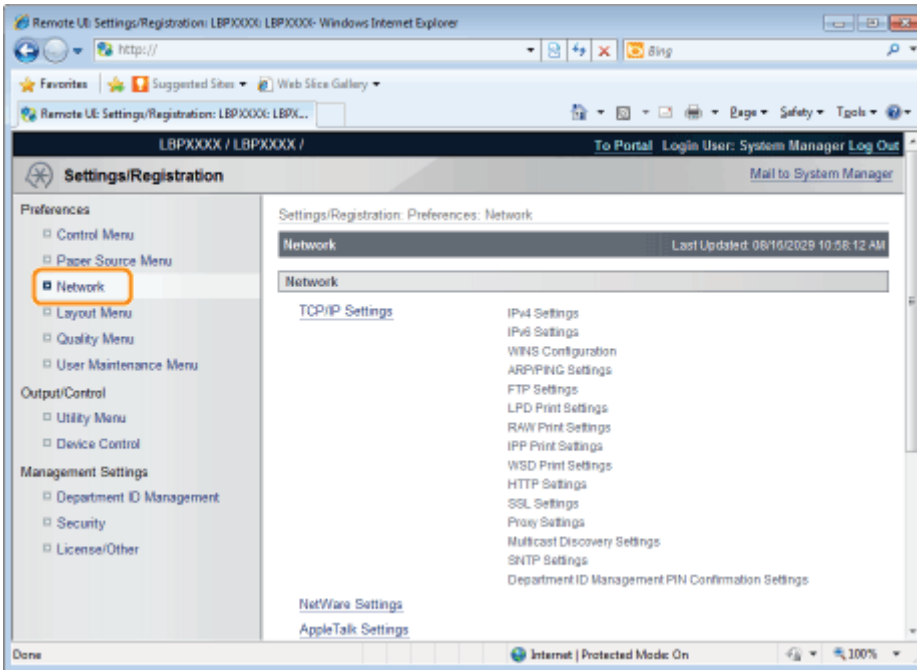 Remote UI: Settings/Registration: LBPXXXX: LBPXXXX- Windows Internet Explorer
http://
Bing
Favorites Suggested Sites Web Slice Gallery
Remote UI: Settings/Registration: LBPXXXX: LBPX...
Page Safety Tools
LBPXXXX / LBPXXXX /
To Portal Login User: System Manager Log Out
Settings/Registration
Mail to System Manager
Preferences
Control Menu
Paper Source Menu
Network
Layout Menu
Quality Menu
User Maintenance Menu
Output/Control
Utility Menu
Device Control
Management Settings
Department ID Management
Security
License/Other
Settings/Registration: Preferences: Network
Network
Last Updated: 08/16/2029 10:58:12 AM
Network
TCP/IP Settings
IPv4 Settings
IPv6 Settings
WINS Configuration
ARP/PING Settings
FTP Settings
LPD Print Settings
RAW Print Settings
IPP Print Settings
WSD Print Settings
HTTP Settings
SSL Settings
Proxy Settings
Multicast Discovery Settings
SNTP Settings
Department ID Management PIN Confirmation Settings
NetWare Settings
AppleTalk Settings
Done
Internet | Protected Mode: On
100%